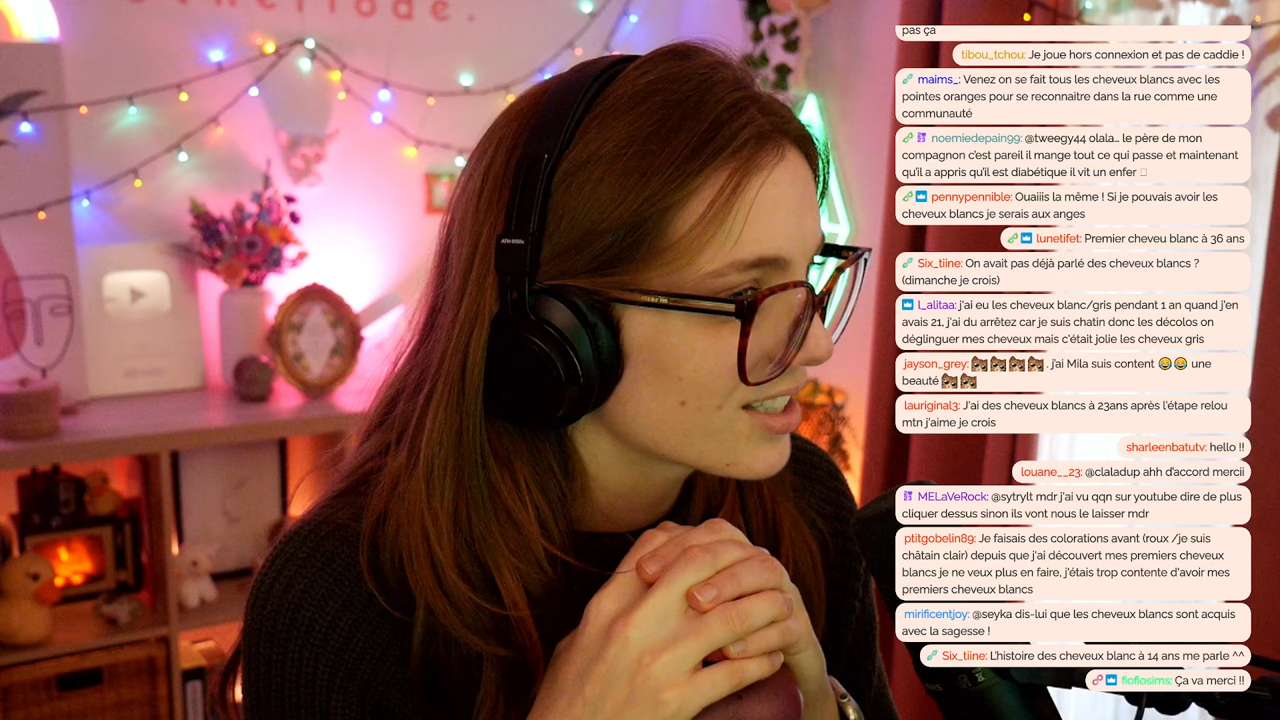 pas ça
tibou_tchou: Je joue hors connexion et pas de caddie !
maims_: Venez on se fait tous les cheveux blancs avec les
pointes oranges pour se reconnaitre dans la rue comme une
communauté
noemiedepain99: @tweegy44 olala... le père de mon
compagnon c'est pareil il mange tout ce qui passe et maintenant
qu'il a appris qu'il est diabétique il vit un enfer
pennypennible: Ouaiiis la même ! Si je pouvais avoir les
cheveux blancs je serais aux anges
lunetifet: Premier cheveu blanc à 36 ans
Six_tiine: On avait pas déjà parlé des cheveux blancs ?
(dimanche je crois)
l_alitaa: j'ai eu les cheveux blanc/gris pendant 1 an quand j'en
avais 21, j'ai du arrêtez car je suis chatin donc les décolos on
déglinguer mes cheveux mais c'était jolie les cheveux gris
jayson_grey: . j'ai Mila suis content 😂😂 une
beauté
lauriginal3: J'ai des cheveux blancs à 23ans après l'étape relou
mtn j'aime je crois
sharleenbatutv: hello !!
louane__23: @claladup ahh d'accord mercii
MELaVeRock: @sytrylt mdr j'ai vu qqn sur youtube dire de plus
cliquer dessus sinon ils vont nous le laisser mdr
ptitgobelin89: Je faisais des colorations avant (roux /je suis
châtain clair) depuis que j'ai découvert mes premiers cheveux
blancs je ne veux plus en faire, j'étais trop contente d'avoir mes
premiers cheveux blancs
mirificentjoy: @seyka dis-lui que les cheveux blancs sont acquis
avec la sagesse !
Six_tiine: L'histoire des cheveux blanc à 14 ans me parle ^^
fiofiosims: Ça va merci !!